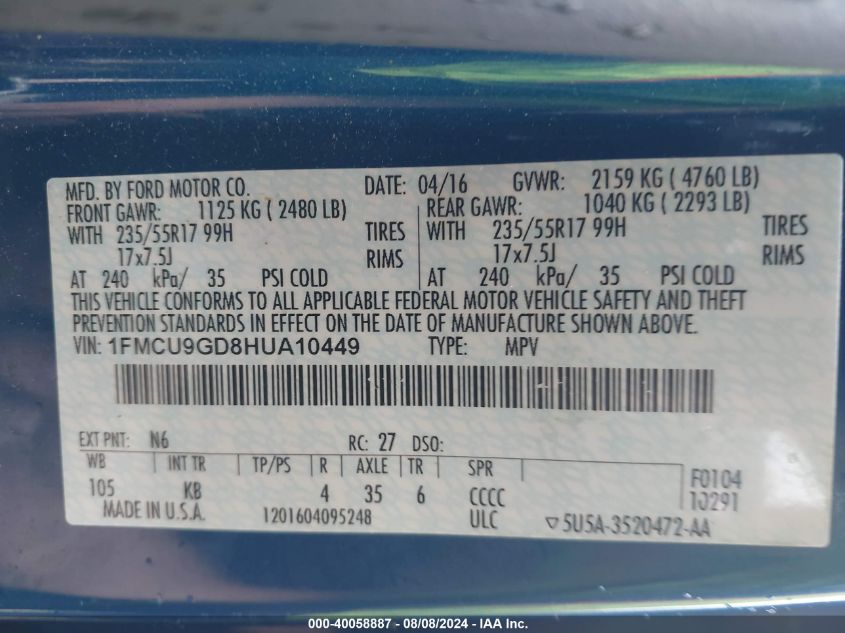 MFD. BY FORD MOTOR CO. DATE: 04/16 GVWR: 2159 KG ( 4760 LB)
FRONT GAWR: 1125 KG ( 2480 LB) REAR GAWR: 1040 KG ( 2293 LB)
WITH 235/55R17 99H TIRES WITH 235/55R17 99H TIRES
17x7.5J RIMS 17x7.5J RIMS
AT 240 kPa/ 35 PSI COLD AT 240 kPa/ 35 PSI COLD
THIS VEHICLE CONFORMS TO ALL APPLICABLE FEDERAL MOTOR VEHICLE SAFETY AND THEFT
PREVENTION STANDARDS IN EFFECT ON THE DATE OF MANUFACTURE SHOWN ABOVE.
VIN: 1FMCU9GD8HUA10449 TYPE: MPV
EXT PNT: N6 RC: 27 DSO:
WB INT TR TP/PS R AXLE TR SPR F0104
105 KB 4 35 6 CCCC 10291
MADE IN U.S.A. 1201604095248 ULC ▽5U5A-3520472-AA
000-40058887 - 08/08/2024 - IAA Inc.